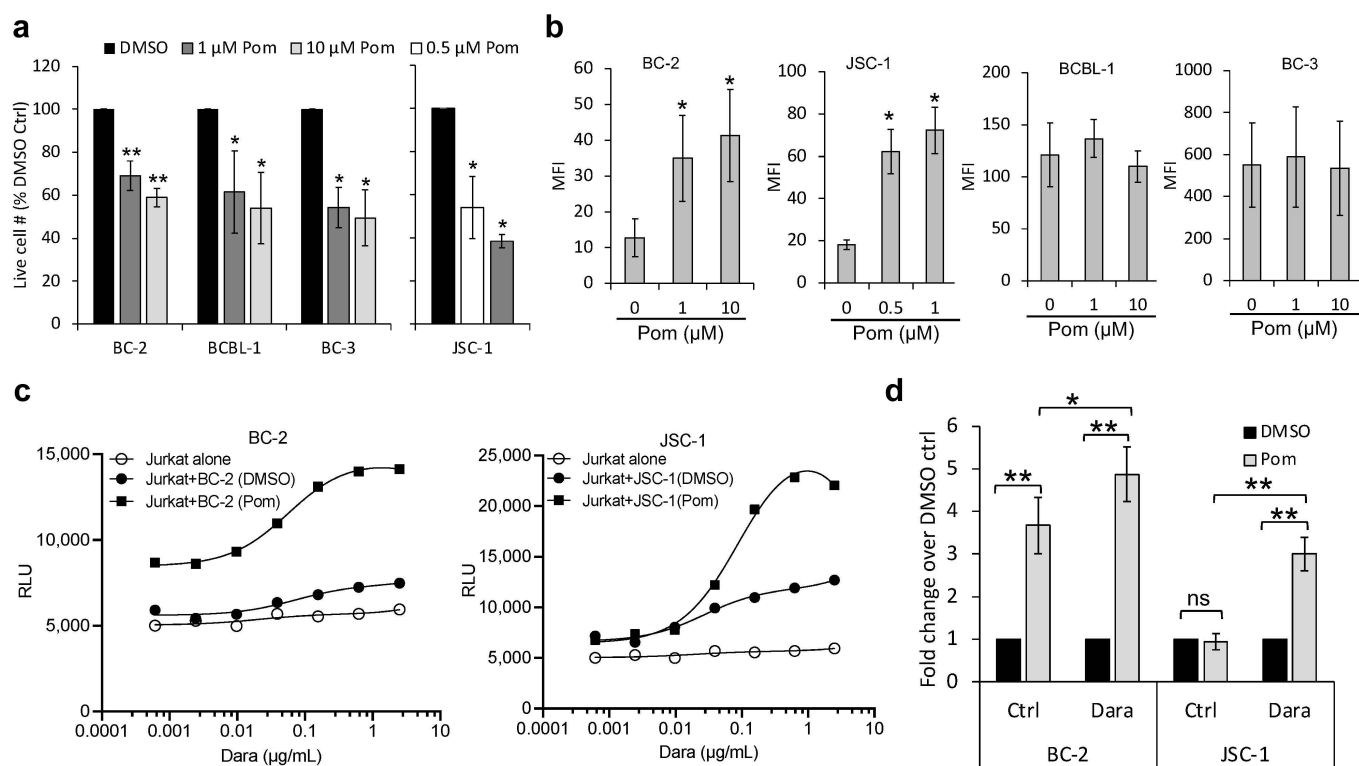 a
DMSO 1 µM Pom 10 µM Pom 0.5 µM Pom
Live cell # (% DMSO Ctrl)
120
100
80
60
40
20
0
** ** * * * * * *
BC-2 BCBL-1 BC-3 JSC-1
b
BC-2
MFI
60
50
40
30
20
10
0
* *
0 1 10
Pom (µM)
JSC-1
MFI
100
80
60
40
20
0
* *
0 0.5 1
Pom (µM)
BCBL-1
MFI
200
150
100
50
0
0 1 10
Pom (µM)
BC-3
MFI
1000
800
600
400
200
0
0 1 10
Pom (µM)
c
BC-2
Jurkat alone
Jurkat+BC-2 (DMSO)
Jurkat+BC-2 (Pom)
RLU
15,000
10,000
5,000
0
0.0001 0.001 0.01 0.1 1 10
Dara (µg/mL)
JSC-1
Jurkat alone
Jurkat+JSC-1(DMSO)
Jurkat+JSC-1(Pom)
RLU
25,000
20,000
15,000
10,000
5,000
0
0.0001 0.001 0.01 0.1 1 10
Dara (µg/mL)
d
DMSO
Pom
Fold change over DMSO ctrl
6
5
4
3
2
1
0
*
**
**
**
**
ns
Ctrl Dara Ctrl Dara
BC-2 JSC-1